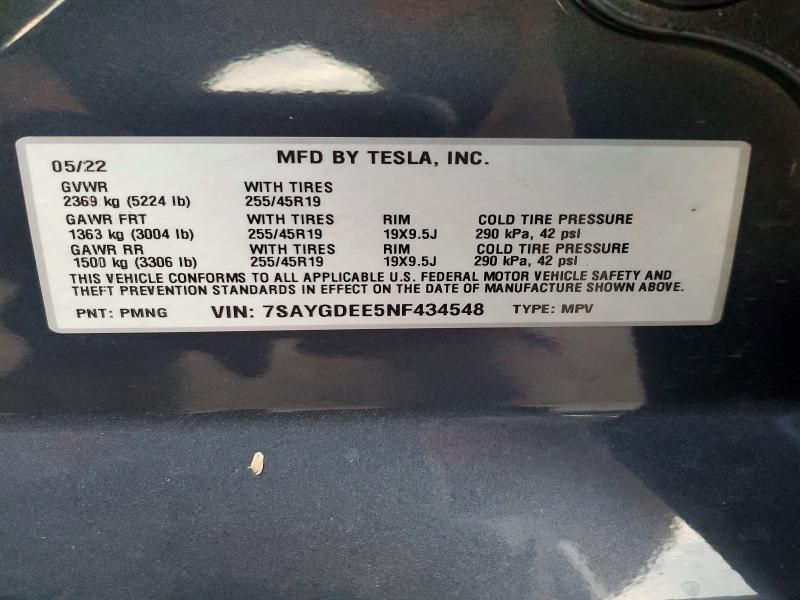 05/22 MFD BY TESLA, INC.
GVWR WITH TIRES
2369 kg (5224 lb) 255/45R19
GAWR FRT WITH TIRES RIM COLD TIRE PRESSURE
1363 kg (3004 lb) 255/45R19 19X9.5J 290 kPa, 42 psi
GAWR RR WITH TIRES RIM COLD TIRE PRESSURE
1500 kg (3306 lb) 255/45R19 19X9.5J 290 kPa, 42 psi
THIS VEHICLE CONFORMS TO ALL APPLICABLE U.S. FEDERAL MOTOR VEHICLE SAFETY AND
THEFT PREVENTION STANDARDS IN EFFECT ON THE DATE OF MANUFACTURE SHOWN ABOVE.
PNT: PMNG VIN: 7SAYGDEE5NF434548 TYPE: MPV